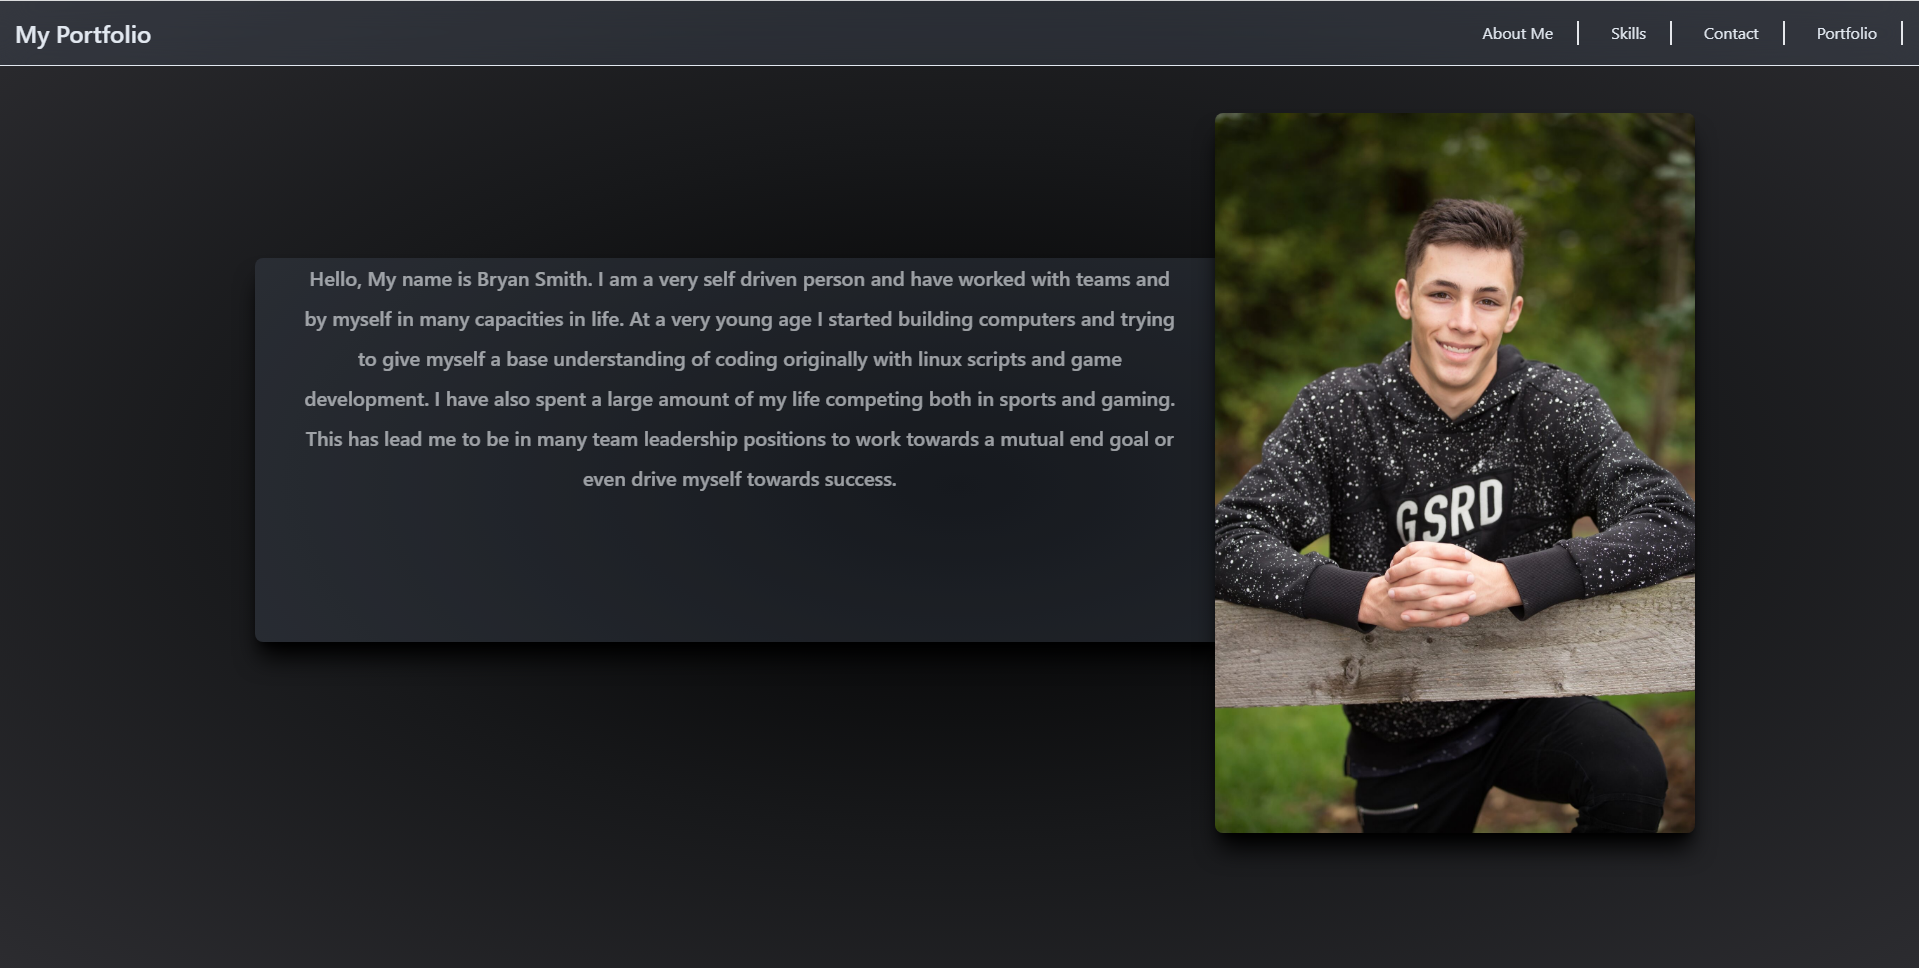 My Portfolio
About Me
Skills
Contact
Portfolio
Hello, My name is Bryan Smith. I am a very self driven person and have worked with teams and
by myself in many capacities in life. At a very young age I started building computers and trying
to give myself a base understanding of coding originally with linux scripts and game
development. I have also spent a large amount of my life competing both in sports and gaming.
This has lead me to be in many team leadership positions to work towards a mutual end goal or
even drive myself towards success.
GSRD